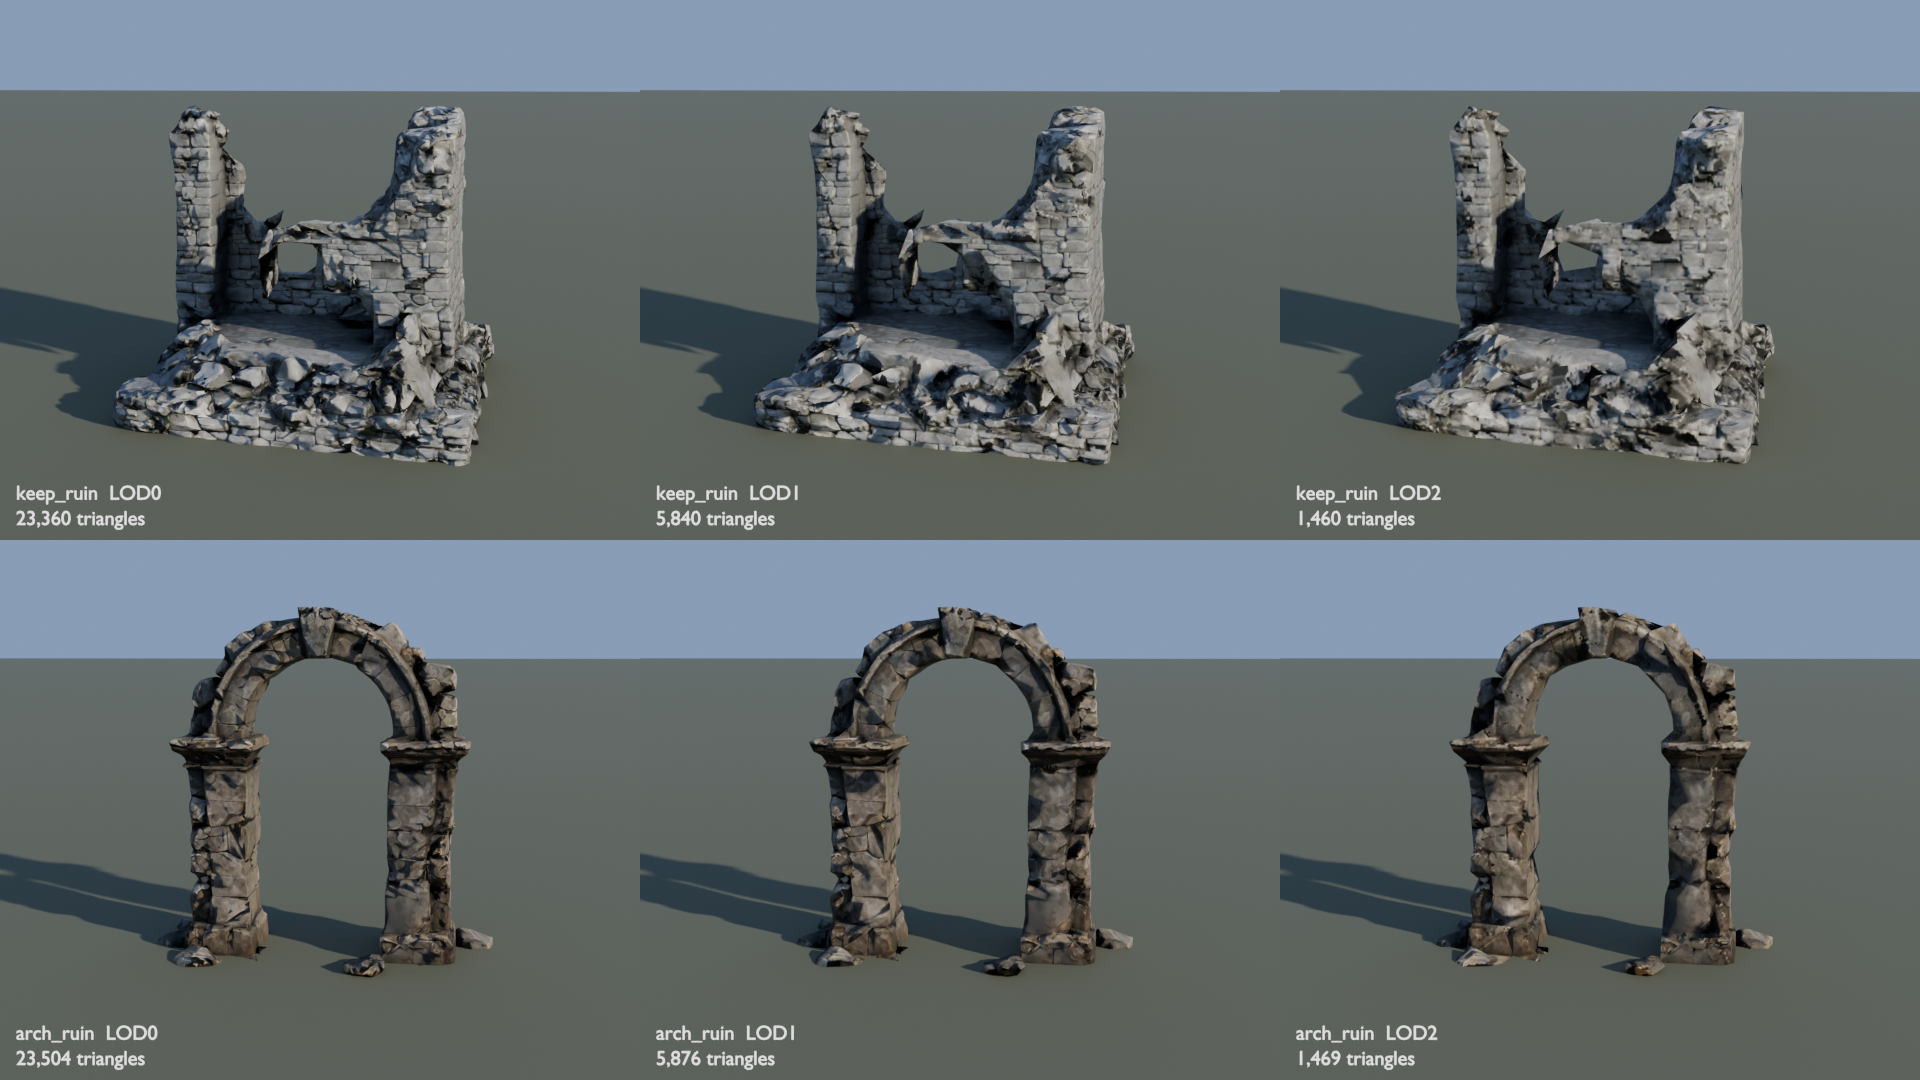 keep_ruin LOD0
23,360 triangles
keep_ruin LOD1
5,840 triangles
keep_ruin LOD2
1,460 triangles
arch_ruin LOD0
23,504 triangles
arch_ruin LOD1
5,876 triangles
arch_ruin LOD2
1,469 triangles